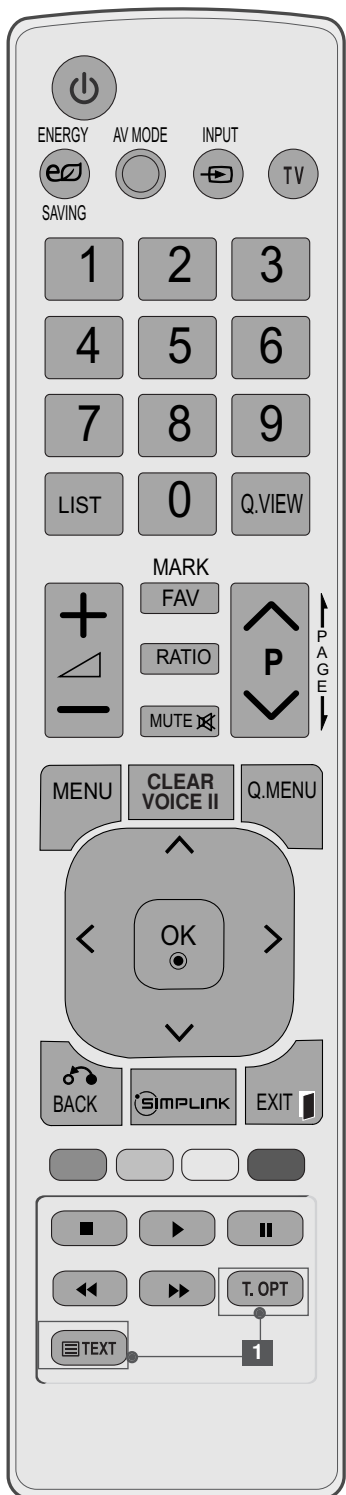 ENERGY AV MODE INPUT
TV
SAVING
1 2 3
4 5 6
7 8 9
LIST 0 Q.VIEW
MARK
FAV
RATIO
P
PAGE
MUTE
MENU CLEAR VOICE II Q.MENU
OK
BACK SIMPLINK EXIT
T. OPT
TEXT
1